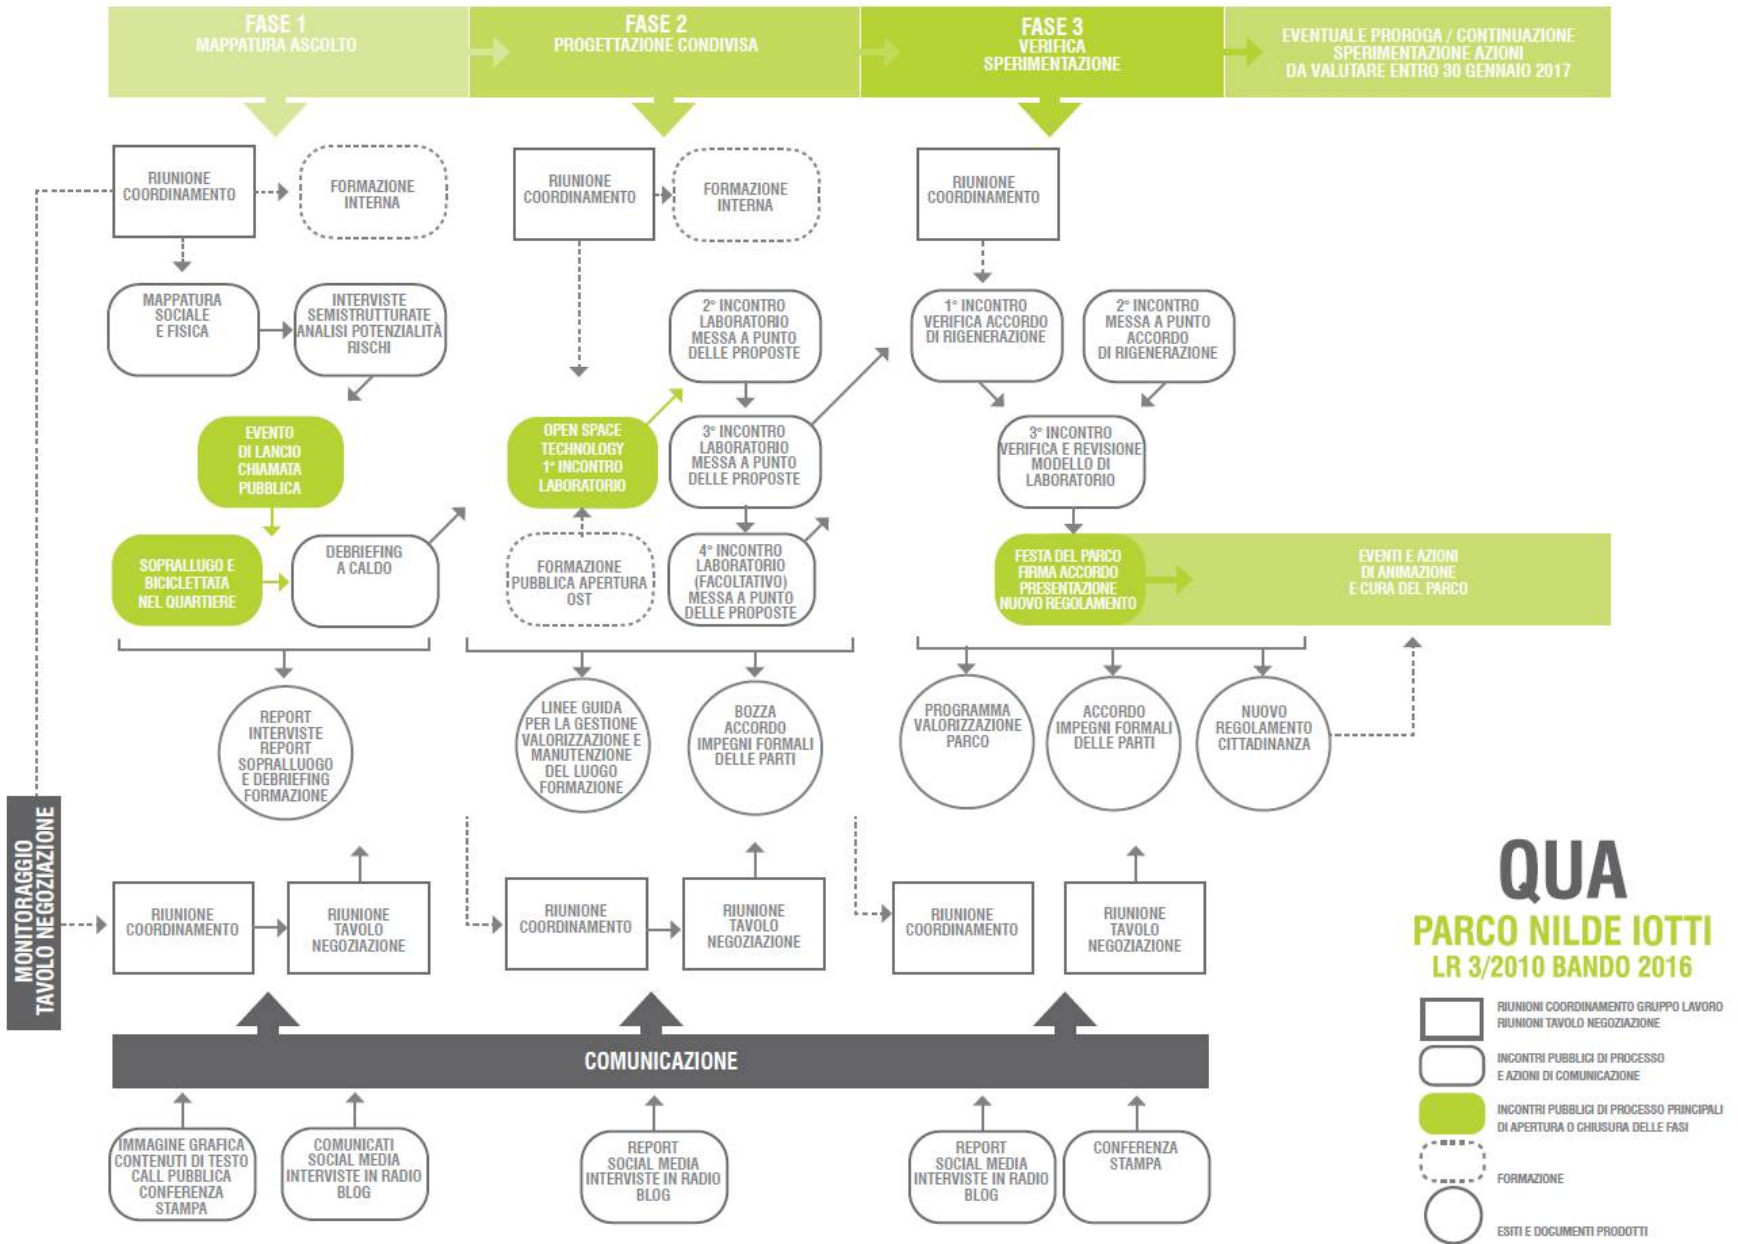 FASE 1
MAPPATURA ASCOLTO
FASE 2
PROGETTAZIONE CONDIVISA
FASE 3
VERIFICA
SPERIMENTAZIONE
EVENTUALE PROROGA / CONTINUAZIONE
SPERIMENTAZIONE AZIONI
DA VALUTARE ENTRO 30 GENNAIO 2017
RIUNIONE
COORDINAMENTO
FORMAZIONE
INTERNA
RIUNIONE
COORDINAMENTO
FORMAZIONE
INTERNA
RIUNIONE
COORDINAMENTO
MAPPATURA
SOCIALE
E FISICA
INTERVISTE
SEMISTRUTTURATE
ANALISI POTENZIALITÀ
RISCHI
2° INCONTRO
LABORATORIO
MESSA A PUNTO
DELLE PROPOSTE
1° INCONTRO
VERIFICA ACCORDO
DI RIGENERAZIONE
2° INCONTRO
MESSA A PUNTO
ACCORDO
DI RIGENERAZIONE
EVENTO
DI LANCIO
CHIAMATA
PUBBLICA
OPEN SPACE
TECHNOLOGY
1° INCONTRO
LABORATORIO
3° INCONTRO
LABORATORIO
MESSA A PUNTO
DELLE PROPOSTE
3° INCONTRO
VERIFICA E REVISIONE
MODELLO DI
LABORATORIO
SOPRALLUGO E
BICICLETTATA
NEL QUARTIERE
DEBRIEFING
A CALDO
FORMAZIONE
PUBBLICA APERTURA
OST
4° INCONTRO
LABORATORIO
(FACOLTATIVO)
MESSA A PUNTO
DELLE PROPOSTE
FESTA DEL PARCO
FIRMA ACCORDO
PRESENTAZIONE
NUOVO REGOLAMENTO
EVENTI E AZIONI
DI ANIMAZIONE
E CURA DEL PARCO
REPORT
INTERVISTE
REPORT
SOPRALLUOGO
E DEBRIEFING
FORMAZIONE
LINEE GUIDA
PER LA GESTIONE
VALORIZZAZIONE E
MANUTENZIONE
DEL LUOGO
FORMAZIONE
BOZZA
ACCORDO
IMPEGNI FORMALI
DELLE PARTI
PROGRAMMA
VALORIZZAZIONE
PARCO
ACCORDO
IMPEGNI FORMALI
DELLE PARTI
NUOVO
REGOLAMENTO
CITTADINANZA
MONITORAGGIO
TAVOLO NEGOZIAZIONE
RIUNIONE
COORDINAMENTO
RIUNIONE
TAVOLO
NEGOZIAZIONE
RIUNIONE
COORDINAMENTO
RIUNIONE
TAVOLO
NEGOZIAZIONE
RIUNIONE
COORDINAMENTO
RIUNIONE
TAVOLO
NEGOZIAZIONE
COMUNICAZIONE
IMMAGINE GRAFICA
CONTENUTI DI TESTO
CALL PUBBLICA
CONFERENZA
STAMPA
COMUNICATI
SOCIAL MEDIA
INTERVISTE IN RADIO
BLOG
REPORT
SOCIAL MEDIA
INTERVISTE IN RADIO
BLOG
REPORT
SOCIAL MEDIA
INTERVISTE IN RADIO
BLOG
CONFERENZA
STAMPA
QUA
PARCO NILDE IOTTI
LR 3/2010 BANDO 2016
RIUNIONI COORDINAMENTO GRUPPO LAVORO
RIUNIONI TAVOLO NEGOZIAZIONE
INCONTRI PUBBLICI DI PROCESSO
E AZIONI DI COMUNICAZIONE
INCONTRI PUBBLICI DI PROCESSO PRINCIPALI
DI APERTURA O CHIUSURA DELLE FASI
FORMAZIONE
ESITI E DOCUMENTI PRODOTTI